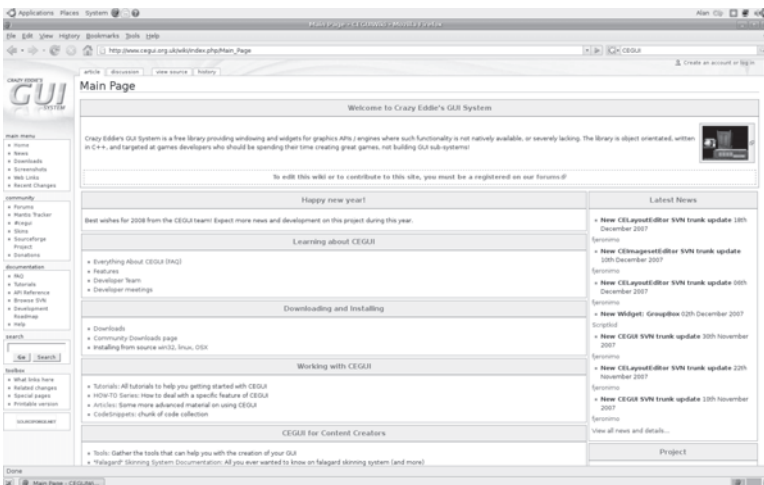 Applications Places System
Alan Cip
Main Page - CEGUIWiki - Mozilla Firefox
File Edit View History Bookmarks Tools Help
http://www.cegui.org.uk/wiki/index.php/Main_Page
CEGUI
Create an account or log in
article discussion view source history
CRAZY EDDIE'S
GUI
SYSTEM
Main Page
Welcome to Crazy Eddie's GUI System
Crazy Eddie's GUI System is a free library providing windowing and widgets for graphics APIs / engines where such functionality is not natively available, or severely lacking. The library is object orientated, written
in C++, and targeted at games developers who should be spending their time creating great games, not building GUI sub-systems!
To edit this wiki or to contribute to this site, you must be a registered on our forums
main menu
Home
News
Downloads
Screenshots
Web Links
Recent Changes
community
Forums
Mantis Tracker
#cegui
Skins
Sourceforge
Project
Donations
documentation
FAQ
Tutorials
API Reference
Browse SVN
Development
Roadmap
Help
search
Go Search
toolbox
What links here
Related changes
Special pages
Printable version
SOURCEFORGE.NET
Happy new year!
Best wishes for 2008 from the CEGUI team! Expect more news and development on this project during this year.
Learning about CEGUI
Everything About CEGUI (FAQ)
Features
Developer Team
Developer meetings
Downloading and Installing
Downloads
Community Downloads page
Installing from source win32, linux, OSX
Working with CEGUI
Tutorials: All tutorials to help you getting started with CEGUI
HOW-TO Series: How to deal with a specific feature of CEGUI
Articles: Some more advanced material on using CEGUI
CodeSnippets: chunk of code collection
CEGUI for Content Creators
Tools: Gather the tools that can help you with the creation of your GUI
"Falagard" Skinning System Documentation: All you ever wanted to know on falagard skinning system (and more)
Latest News
New CELayoutEditor SVN trunk update 18th
December 2007
fjeronimo
New CEImagesetEditor SVN trunk update
10th December 2007
fjeronimo
New CELayoutEditor SVN trunk update 06th
December 2007
fjeronimo
New Widget: GroupBox 02th December 2007
Scriptkid
New CEGUI SVN trunk update 30th November
2007
fjeronimo
New CELayoutEditor SVN trunk update 22th
November 2007
fjeronimo
New CEGUI SVN trunk update 10th November
2007
fjeronimo
View all news and details...
Project
Done
Main Page - CEGUIWi...